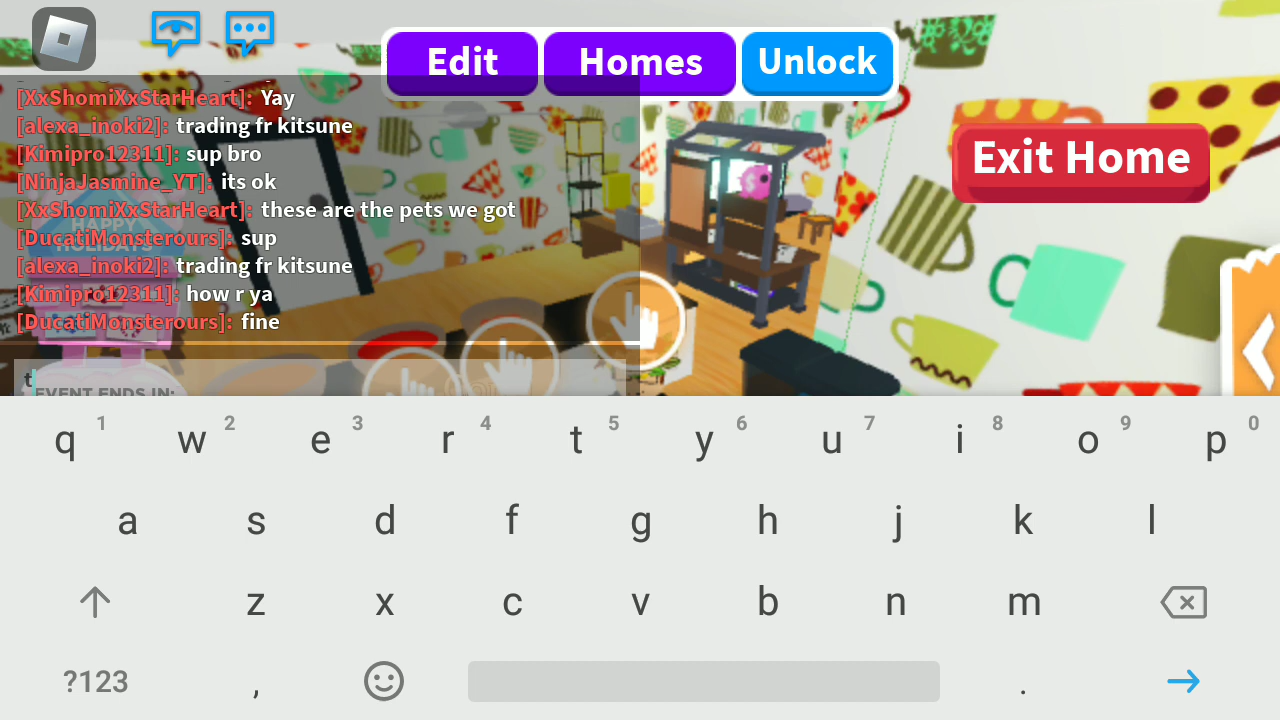 Edit
Homes
Unlock
[XxShomiXxStarHeart]: Yay
[alexa_inoki2]: trading fr kitsune
[Kimipro12311]: sup bro
[NinjaJasmine_YT]: its ok
[XxShomiXxStarHeart]: these are the pets we got
[DucatiMonsterours]: sup
[alexa_inoki2]: trading fr kitsune
[Kimipro12311]: how r ya
[DucatiMonsterours]: fine
HAPPY
HOLIDAYS
Exit Home
t
EVENT ENDS IN:
q 1 w 2 e 3 r 4 t 5 y 6 u 7 i 8 o 9 p 0
a s d f g h j k l
z x c v b n m
?123 , .